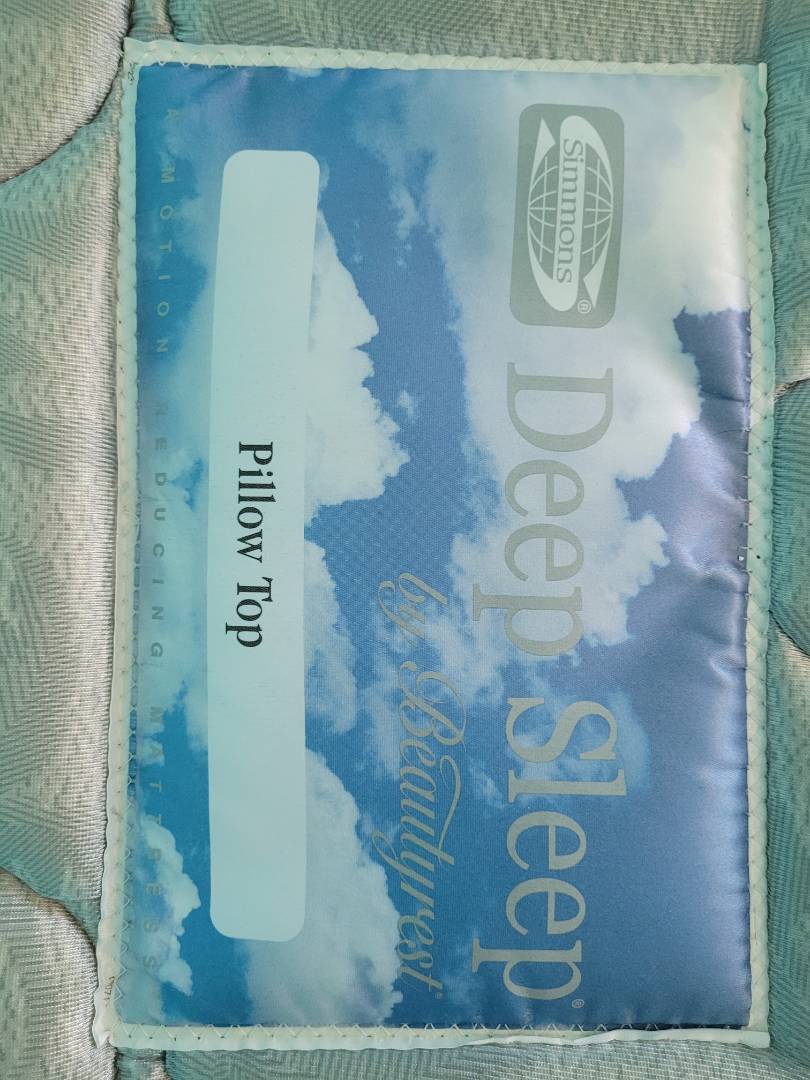 Simmons®
Deep Sleep®
by Beautyrest®
Pillow Top
A MOTION REDUCING MATTRESS